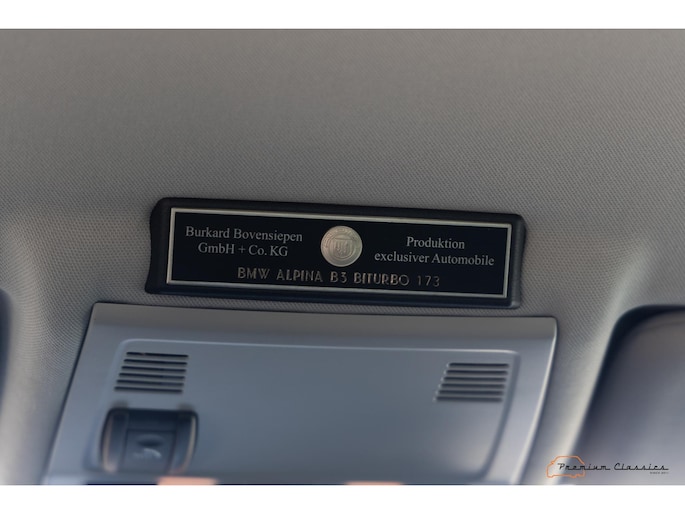 Burkard Bovensiepen
GmbH + Co. KG
Produktion
exclusiver Automobile
BMW ALPINA B3 BITURBO 173
Premium Classics